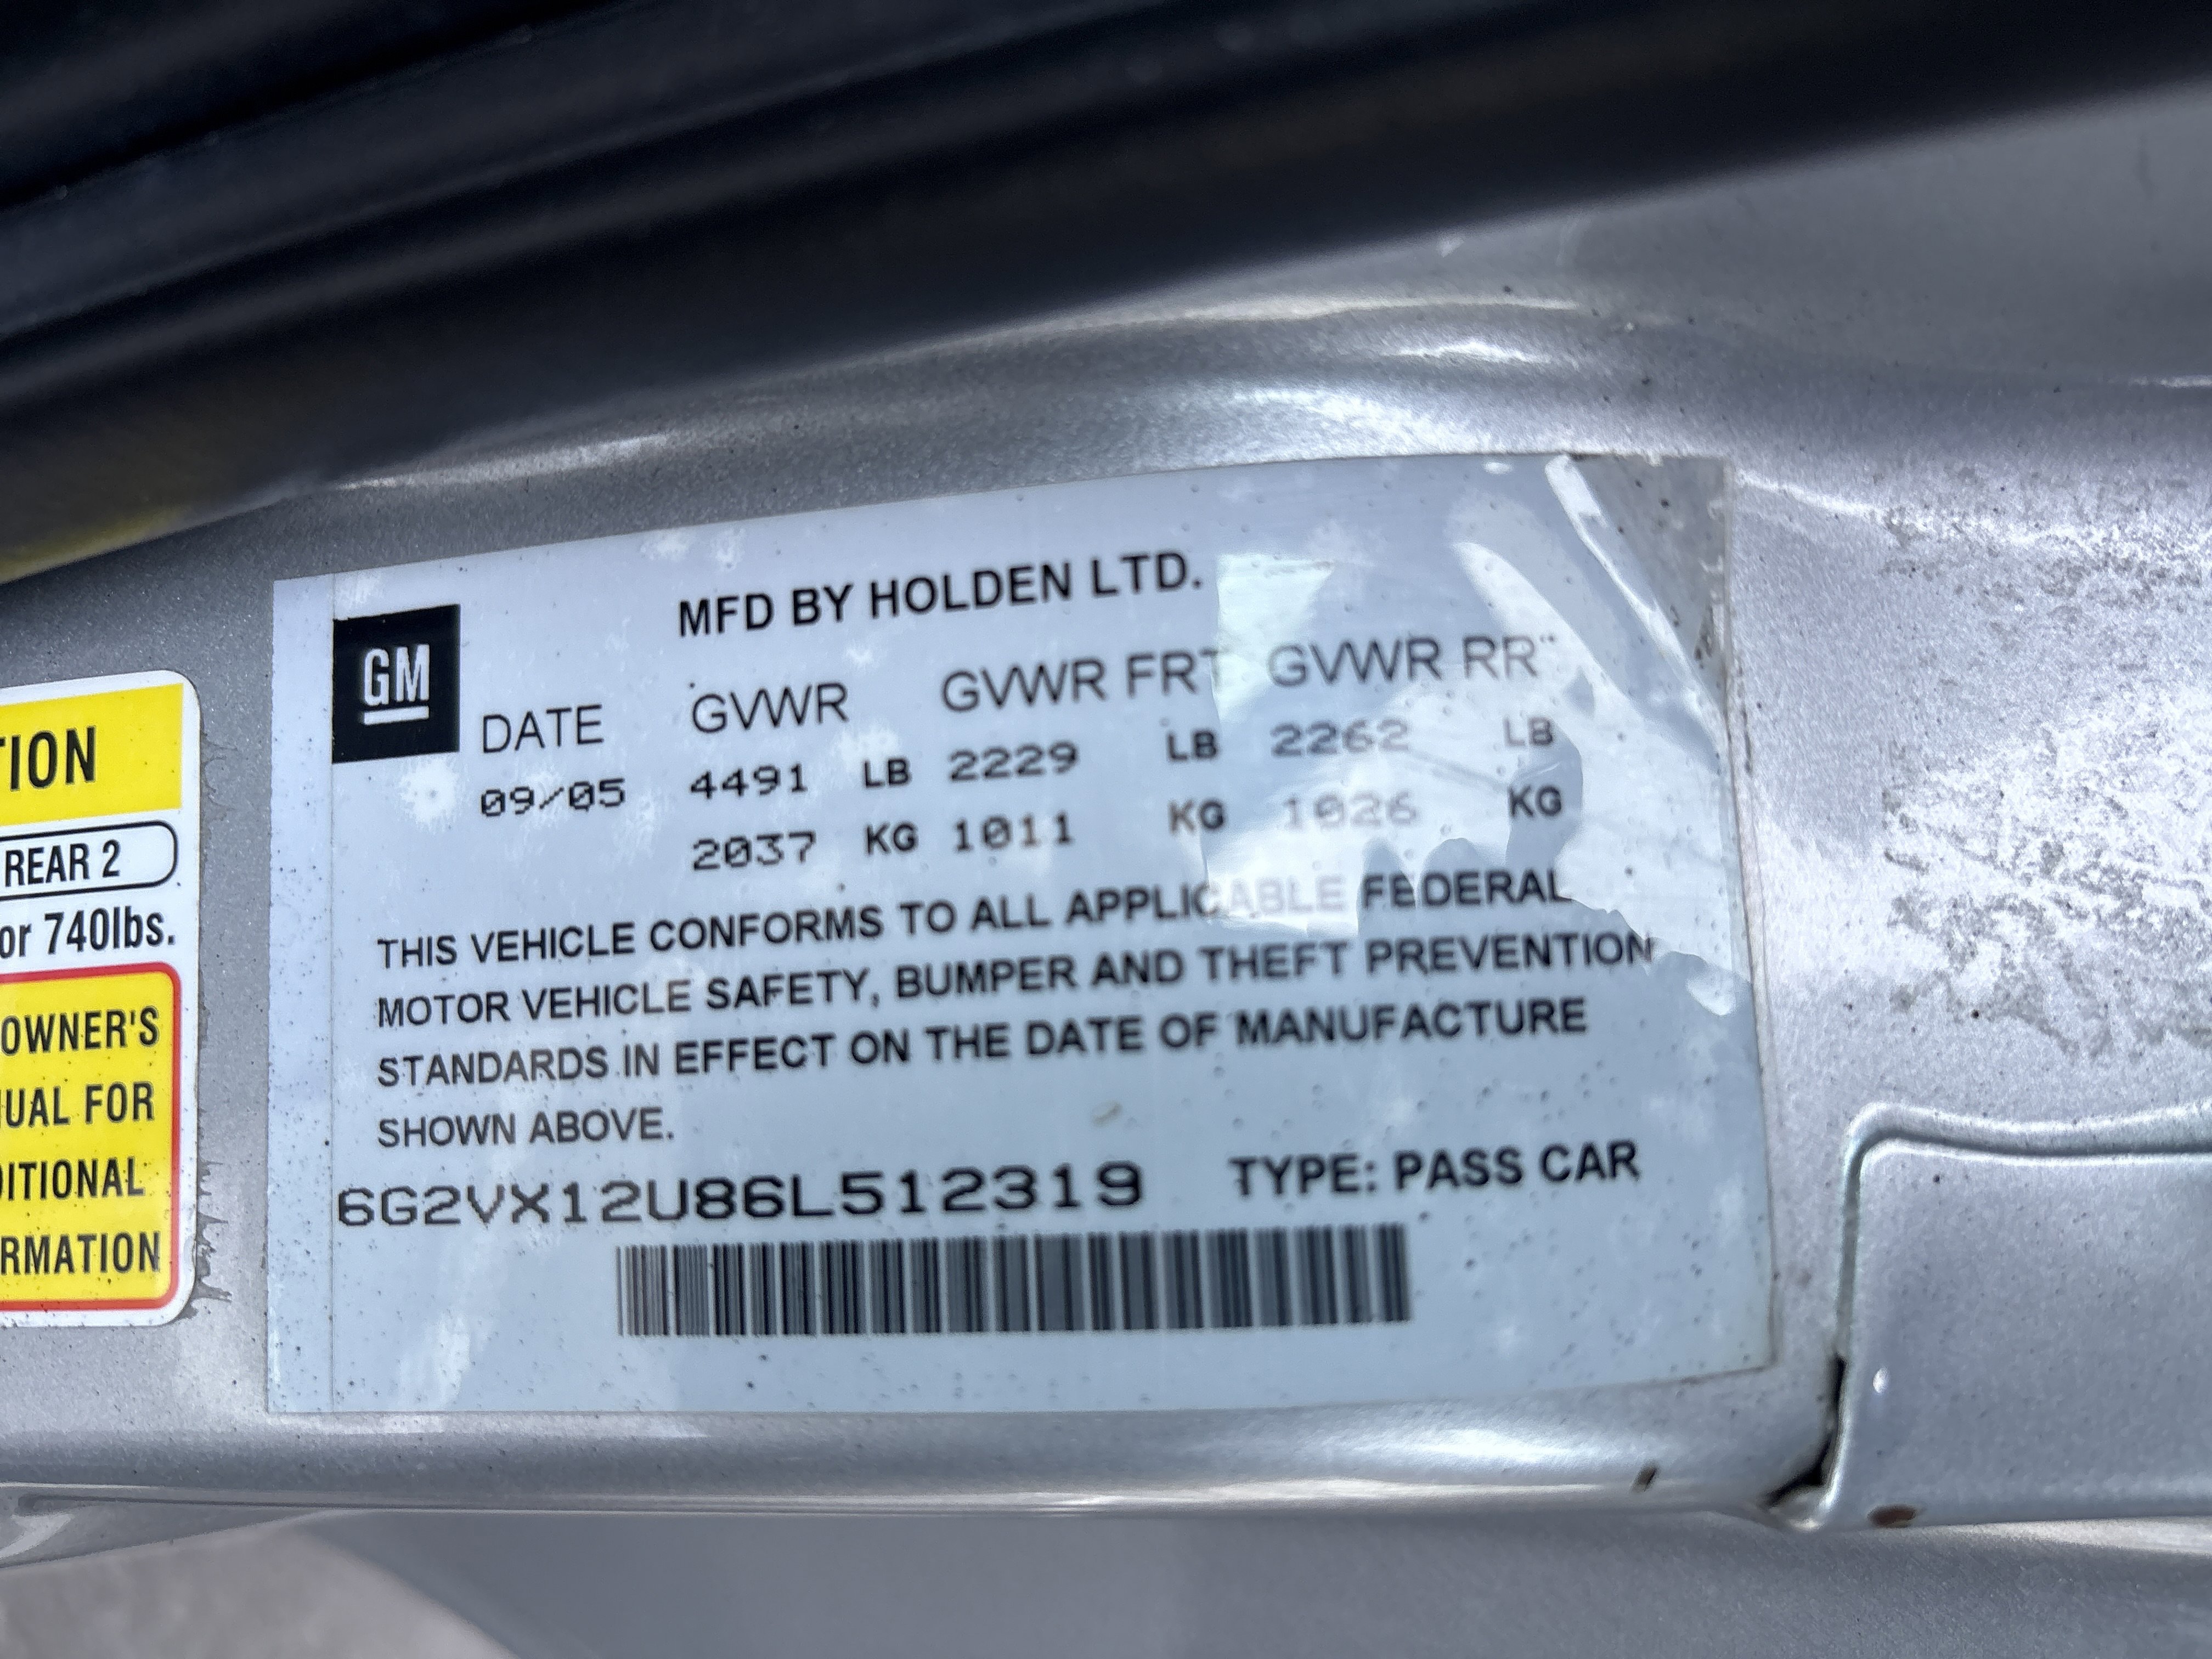 TION
REAR 2
or 740lbs.
OWNER'S
UAL FOR
DITIONAL
RMATION
GM
MFD BY HOLDEN LTD.
DATE GVWR GVWR FRT GVWR RR
09/05 4491 LB 2229 LB 2262 LB
2037 KG 1011 KG 1026 KG
THIS VEHICLE CONFORMS TO ALL APPLICABLE FEDERAL
MOTOR VEHICLE SAFETY, BUMPER AND THEFT PREVENTION
STANDARDS IN EFFECT ON THE DATE OF MANUFACTURE
SHOWN ABOVE.
6G2VX12U86L512319 TYPE: PASS CAR